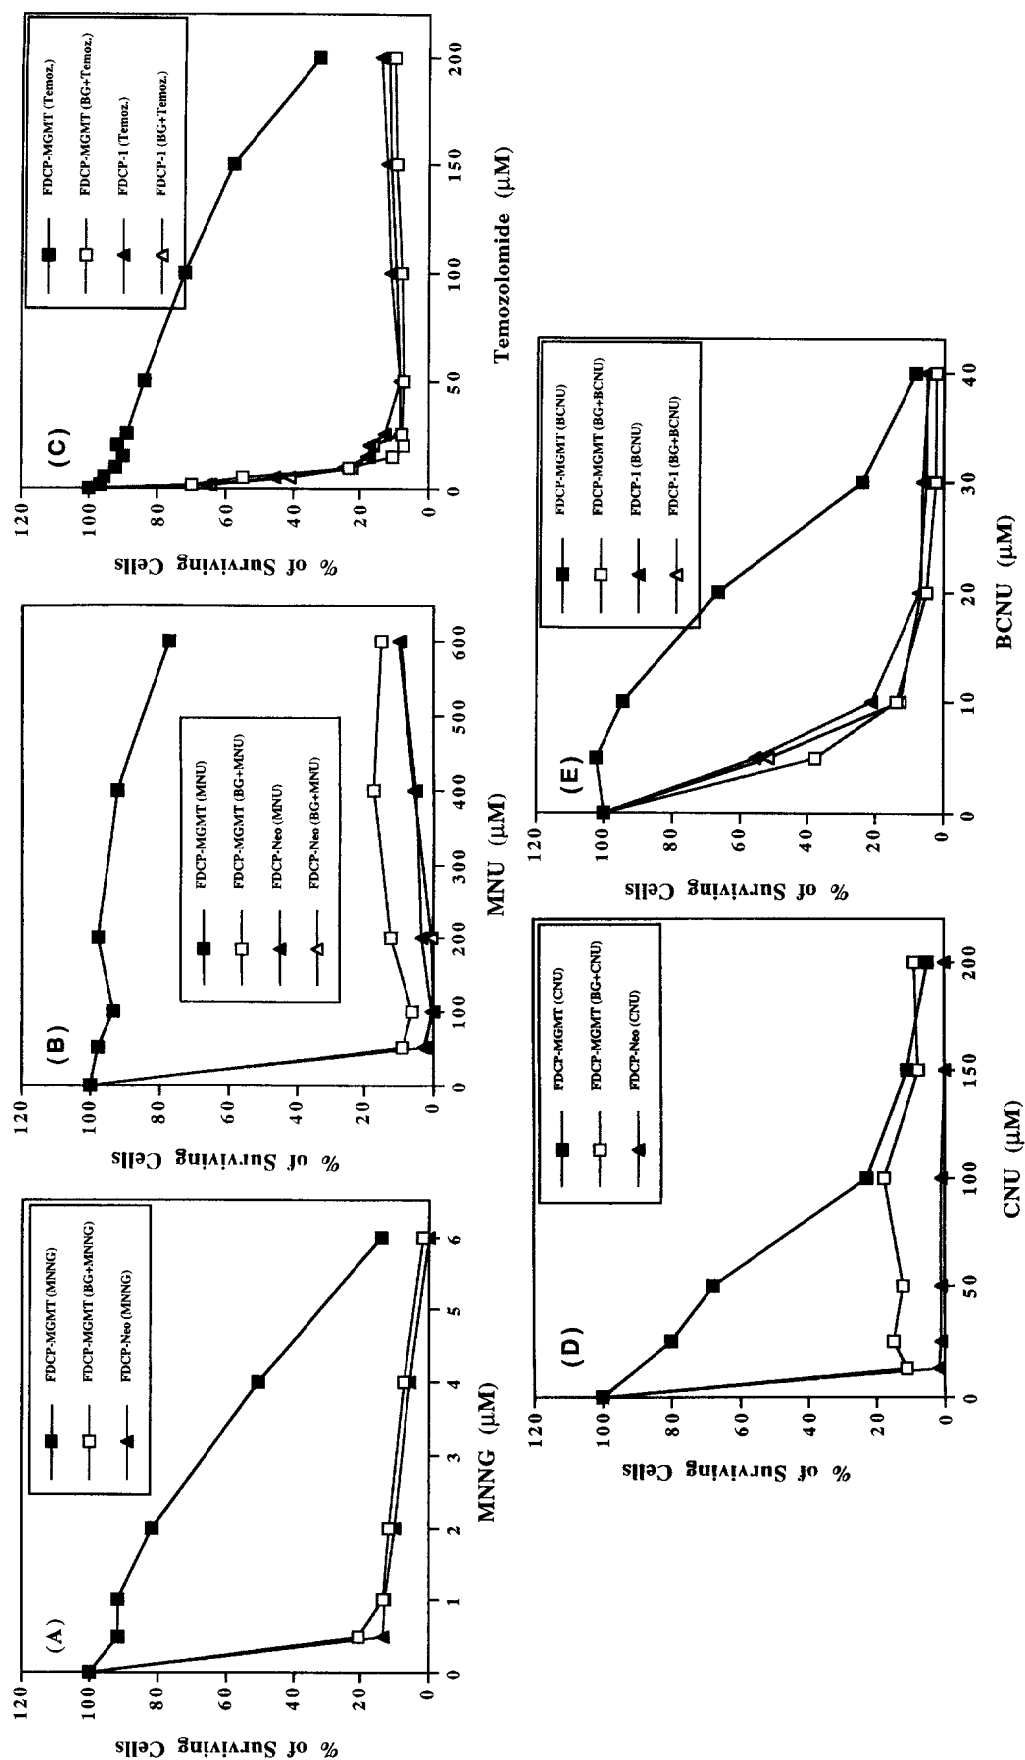 (A)
120
100
80
60
40
20
0
% of Surviving Cells
FDCP-MGMT (MNNG)
FDCP-MGMT (BG+MNNG)
FDCP-Neo (MNNG)
0 1 2 3 4 5 6
MNNG (µM)
(B)
120
100
80
60
40
20
0
% of Surviving Cells
FDCP-MGMT (MNU)
FDCP-MGMT (BG+MNU)
FDCP-Neo (MNU)
FDCP-Neo (BG+MNU)
0 100 200 300 400 500 600
MNU (µM)
(C)
120
100
80
60
40
20
0
% of Surviving Cells
FDCP-MGMT (Temoz.)
FDCP-MGMT (BG+Temoz.)
FDCP-1 (Temoz.)
FDCP-1 (BG+Temoz.)
0 50 100 150 200
Temozolomide (µM)
(D)
120
100
80
60
40
20
0
% of Surviving Cells
FDCP-MGMT (CNU)
FDCP-MGMT (BG+CNU)
FDCP-Neo (CNU)
0 50 100 150 200
CNU (µM)
(E)
120
100
80
60
40
20
0
% of Surviving Cells
FDCP-MGMT (BCNU)
FDCP-MGMT (BG+BCNU)
FDCP-1 (BCNU)
FDCP-1 (BG+BCNU)
0 10 20 30 40
BCNU (µM)